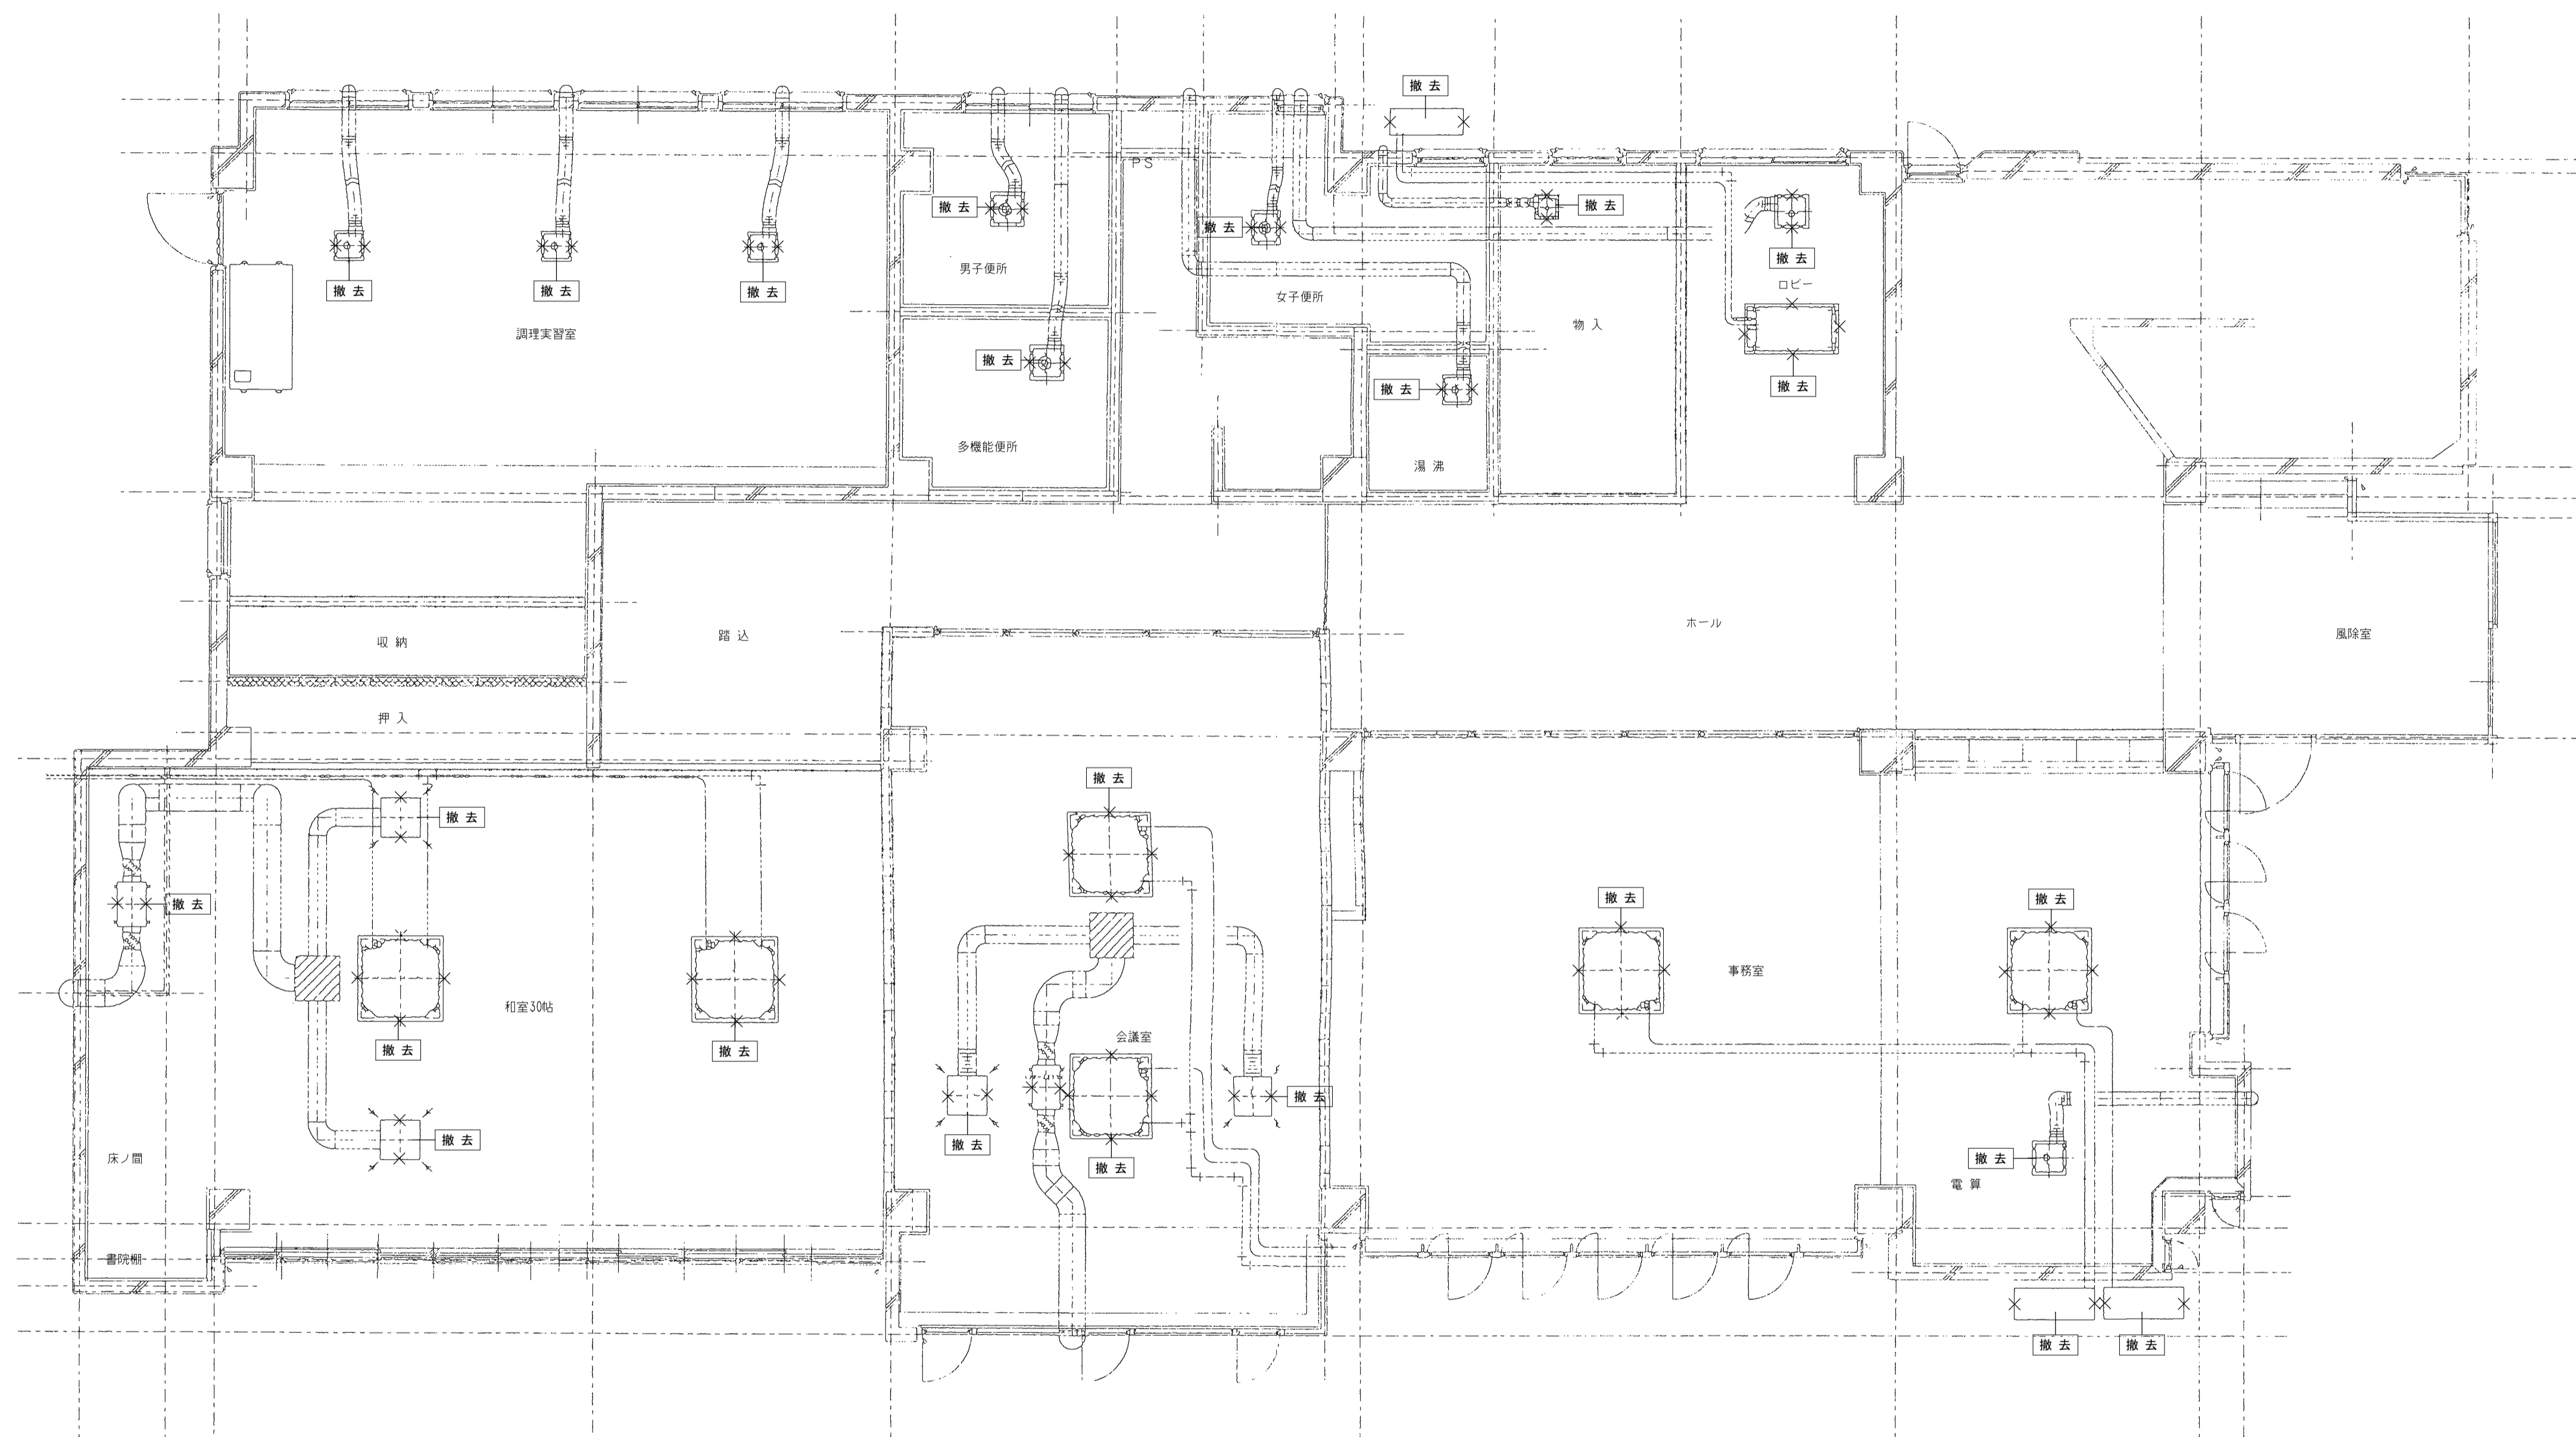 撤 去
PS
撤 去
撤 去
撤 去
撤 去
男子便所
ロビー
撤 去
撤 去
撤 去
女子便所
物 入
調理実習室
撤 去
撤 去
撤 去
多機能便所
湯 沸
ホール
収 納
踏 込
風除室
押 入
撤 去
撤 去
撤 去
撤 去
撤 去
事務室
和室30帖
会議室
撤 去
撤 去
撤 去
撤 去
撤 去
撤 去
床ノ間
撤 去
撤 去
電 算
書院棚
撤 去
撤 去